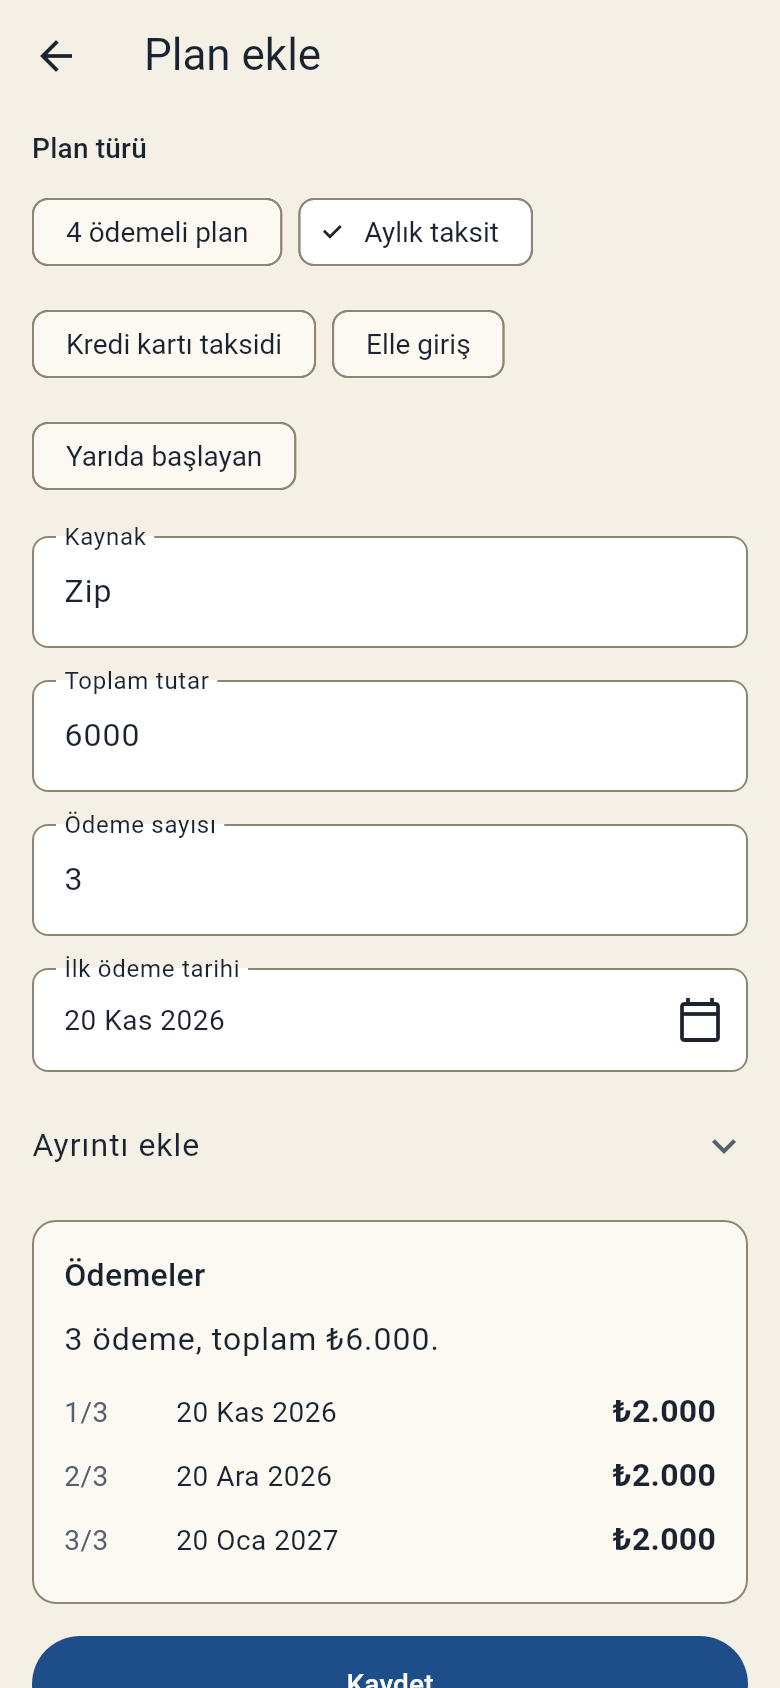 Plan ekle
Plan türü
4 ödemeli plan
Aylık taksit
Kredi kartı taksidi
Elle giriş
Yarıda başlayan
Kaynak
Zip
Toplam tutar
6000
Ödeme sayısı
3
İlk ödeme tarihi
20 Kas 2026
Ayrıntı ekle
Ödemeler
3 ödeme, toplam ₺6.000.
1/3 20 Kas 2026 ₺2.000
2/3 20 Ara 2026 ₺2.000
3/3 20 Oca 2027 ₺2.000
Kaydet